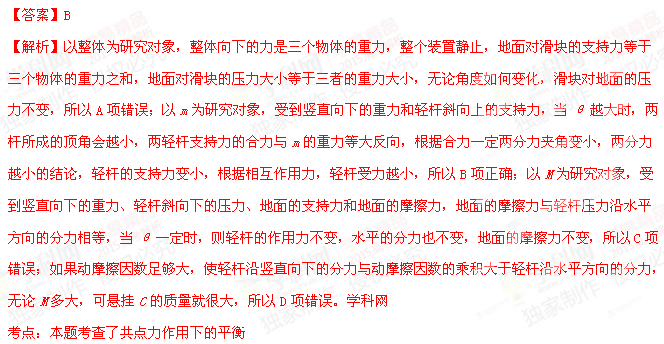 【答案】B
【解析】以整体为研究对象，整体向下的力是三个物体的重力，整个装置静止，地面对滑块的支持力等于
三个物体的重力之和，地面对滑块的压力大小等于三者的重力大小，无论角度如何变化，滑块对地面的压
力不变，所以 A 项错误；以 m 为研究对象，受到竖直向下的重力和轻杆斜向上的支持力，当 θ 越大时，两
杆所成的顶角会越小，两轻杆支持力的合力与 m 的重力等大反向，根据合力一定两分力夹角变小，两分力
越小的结论，轻杆的支持力变小，根据相互作用力，轻杆受力越小，所以 B 项正确；以 M 为研究对象，受
到竖直向下的重力、轻杆斜向下的压力、地面的支持力和地面的摩擦力，地面的摩擦力与轻杆压力沿水平
方向的分力相等，当 θ 一定时，则轻杆的作用力不变，水平的分力也不变，地面的摩擦力不变，所以 C 项
错误；如果动摩擦因数足够大，使轻杆沿竖直向下的分力与动摩擦因数的乘积大于轻杆沿水平方向的分力，
无论 M 多大，可悬挂 C 的质量就很大，所以 D 项错误。学科网
考点：本题考查了共点力作用下的平衡